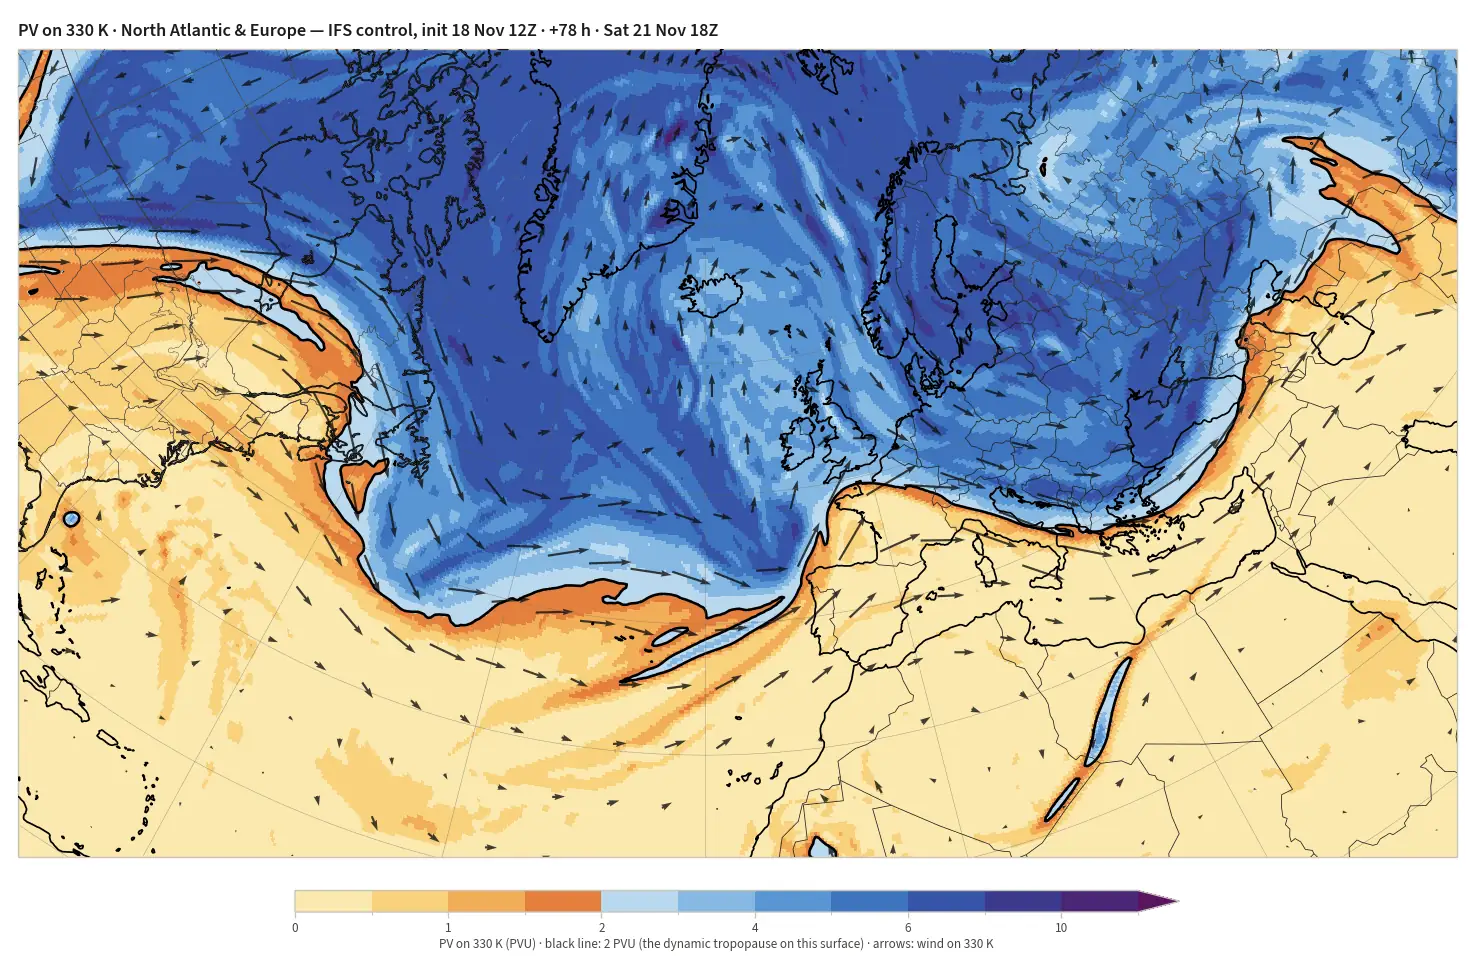 PV on 330 K · North Atlantic & Europe — IFS control, init 18 Nov 12Z · +78 h · Sat 21 Nov 18Z
0 1 2 4 6 10
PV on 330 K (PVU) · black line: 2 PVU (the dynamic tropopause on this surface) · arrows: wind on 330 K